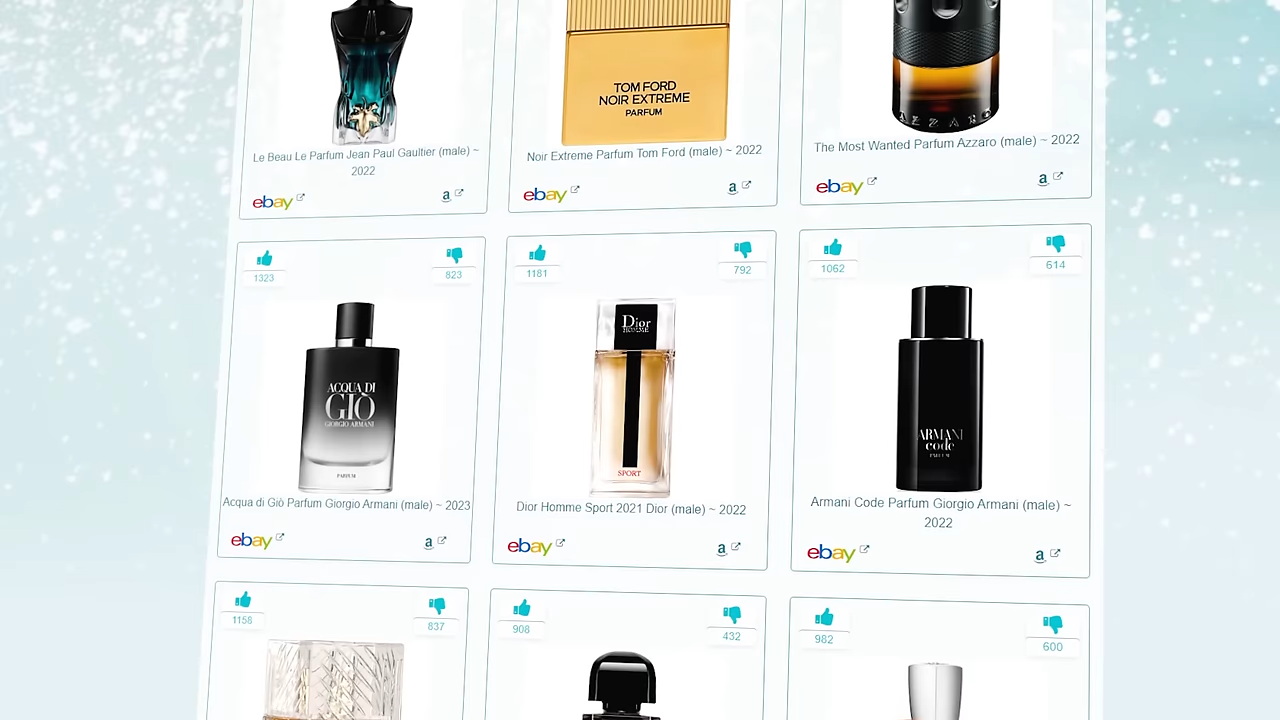 TOM FORD
NOIR EXTREME
PARFUM
AZZARO
Le Beau Le Parfum Jean Paul Gaultier (male) ~
2022
Noir Extreme Parfum Tom Ford (male) ~ 2022
The Most Wanted Parfum Azzaro (male) ~ 2022
ebay a
ebay a
ebay a
1323 823
1181 792
1062 614
ACQUA DI
GIÒ
GIORGIO ARMANI
PARFUM
Dior
HOMME
SPORT
ARMANI
code
PARFUM
Acqua di Giò Parfum Giorgio Armani (male) ~ 2023
Dior Homme Sport 2021 Dior (male) ~ 2022
Armani Code Parfum Giorgio Armani (male) ~
2022
ebay a
ebay a
ebay a
1158 837
908 432
982 600